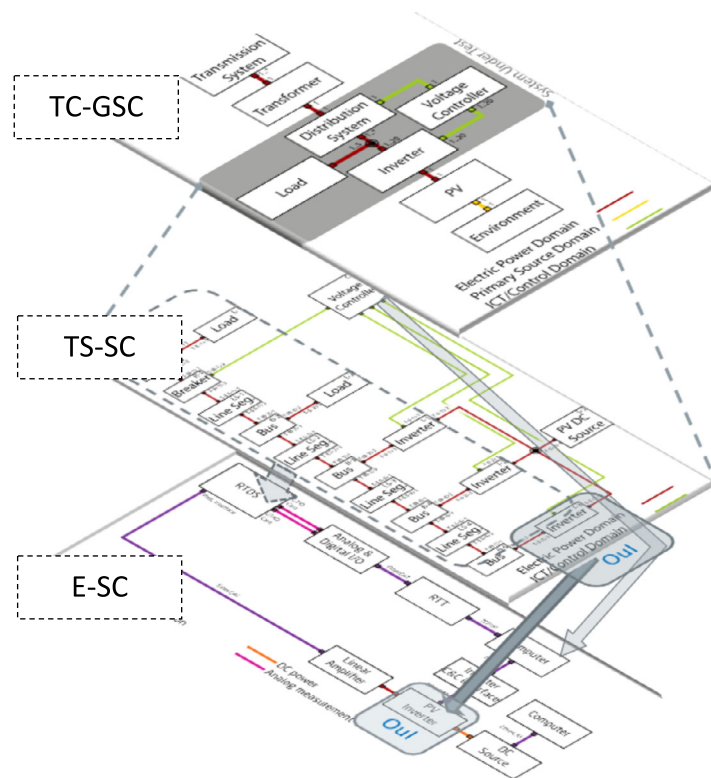 TC-GSC
Transmission
System
Transformer
Distribution
System
Voltage
Controller
System Under Test
Load
Inverter
PV
Environment
Electric Power Domain
Primary Source Domain
ICT/Control Domain
TS-SC
Voltage
Controller
Load
Breaker
Line Seg
Bus
Load
Line Seg
Bus
Inverter
Line Seg
Bus
Inverter
PV DC
Source
Line Seg
Bus
Inverter
Electric Power Domain
ICT/Control Domain
OuI
E-SC
RTDS
Analog &
Digital I/O
RTT
Computer
Linear
Amplifier
DC power
Analog measurement
PV
Inverter
OuI
DC
Source
Computer